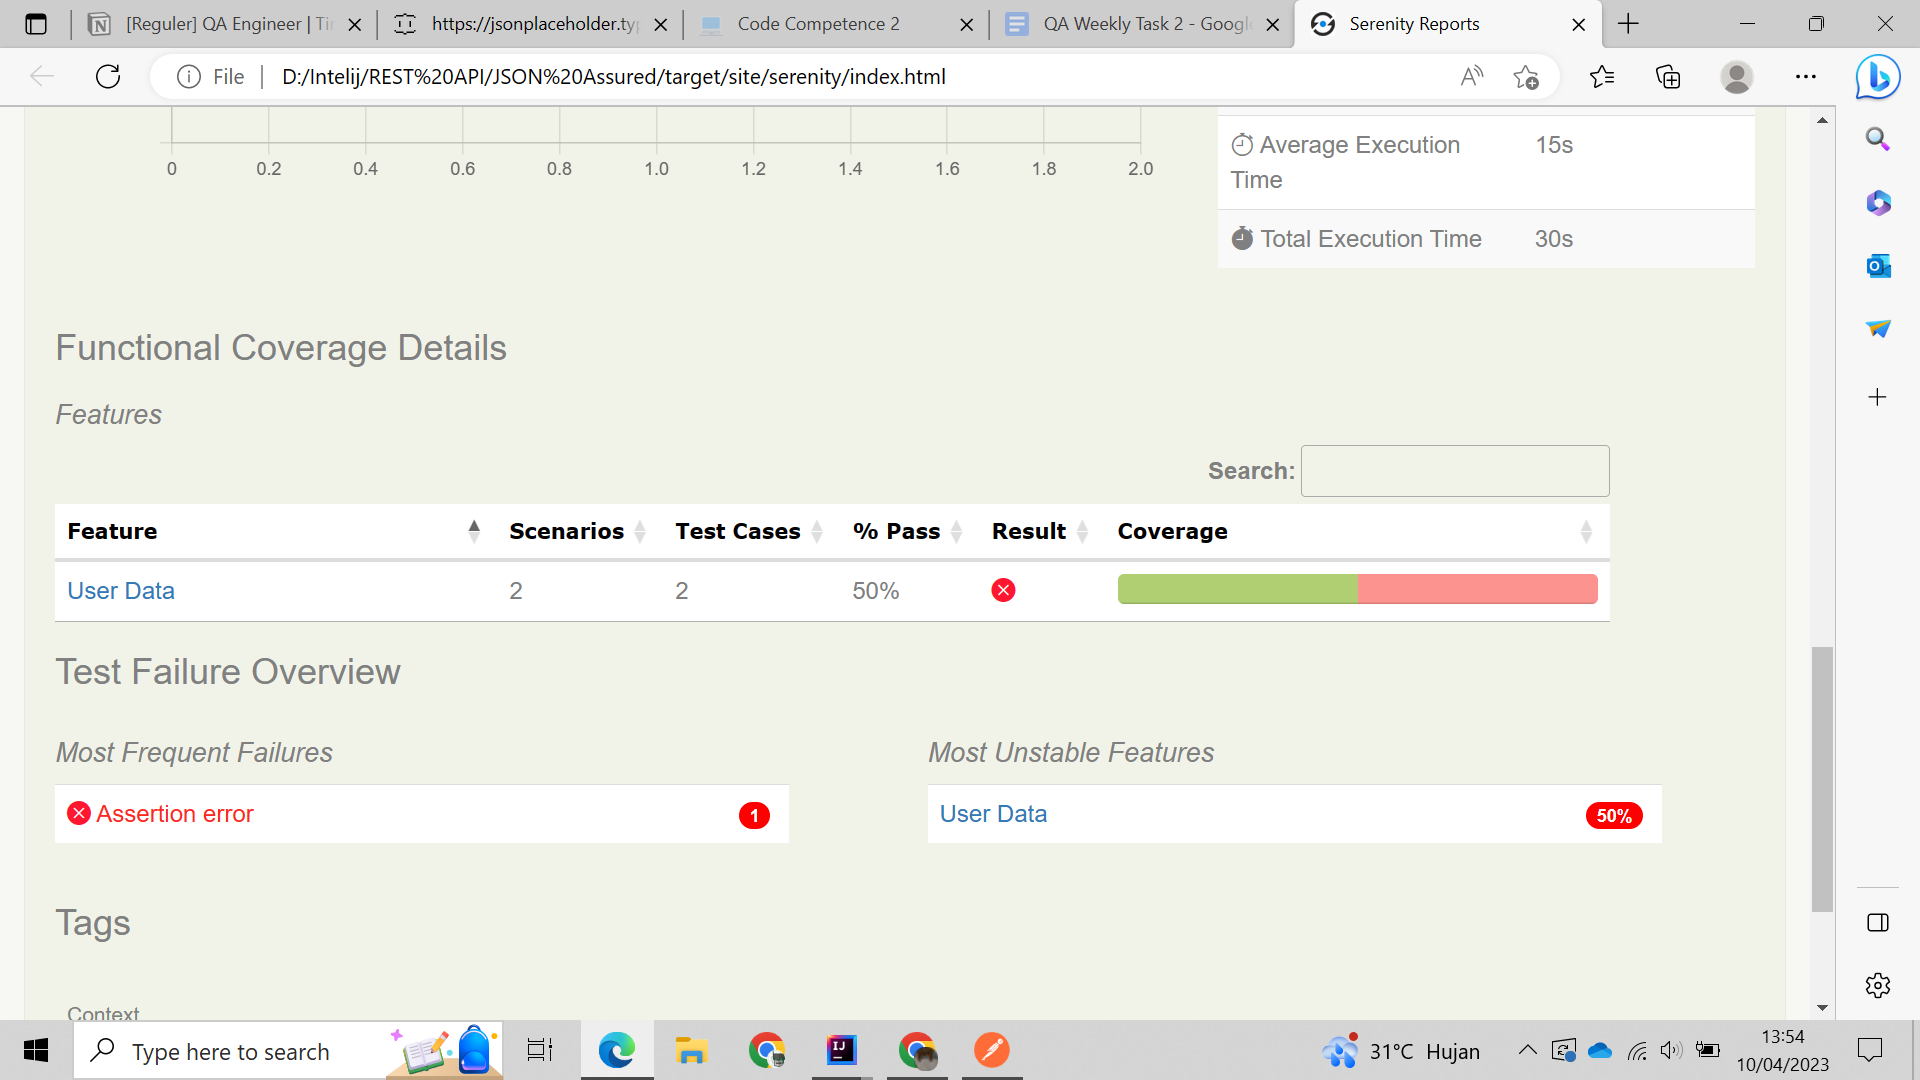 [Reguler] QA Engineer | Ti
https://jsonplaceholder.ty
Code Competence 2
QA Weekly Task 2 - Googl
Serenity Reports
File
D:/Intelij/REST%20API/JSON%20Assured/target/site/serenity/index.html
0 0.2 0.4 0.6 0.8 1.0 1.2 1.4 1.6 1.8 2.0
Average Execution Time 15s
Total Execution Time 30s
Functional Coverage Details
Features
Search:
Feature Scenarios Test Cases % Pass Result Coverage
User Data 2 2 50%
Test Failure Overview
Most Frequent Failures
Assertion error 1
Most Unstable Features
User Data 50%
Tags
Context
Type here to search
31°C Hujan
13:54
10/04/2023